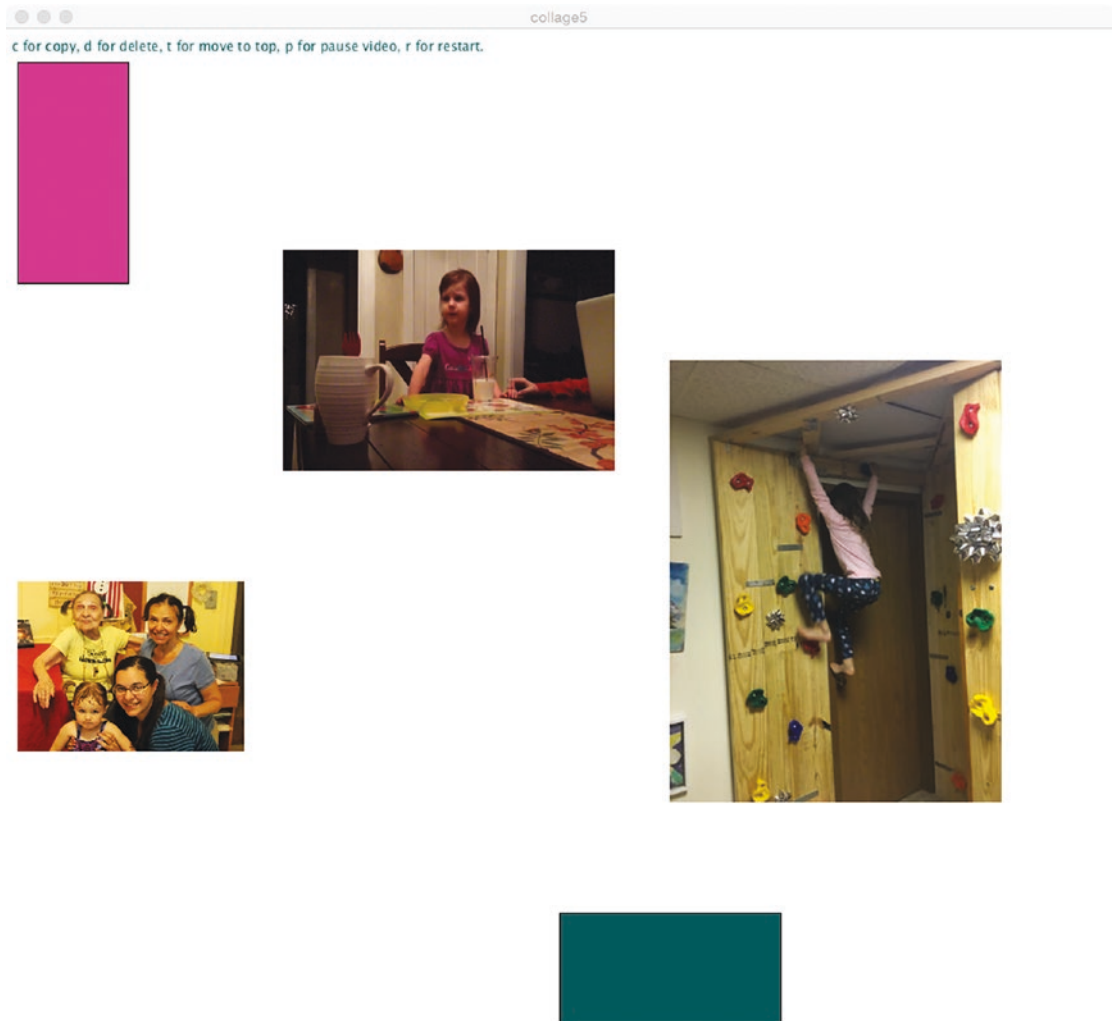 collage5
c for copy, d for delete, t for move to top, p for pause video, r for restart.